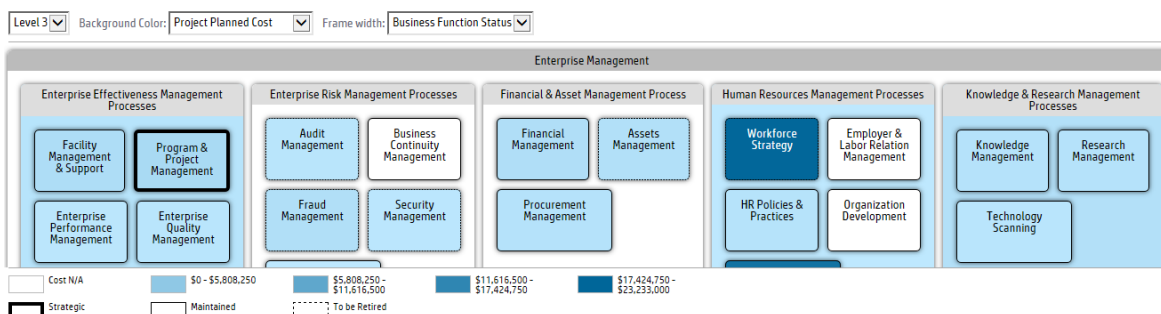 Level 3 Background Color: Project Planned Cost Frame width: Business Function Status
Enterprise Management
Enterprise Effectiveness Management
Processes
Facility
Management
& Support
Program &
Project
Management
Enterprise
Performance
Management
Enterprise
Quality
Management
Enterprise Risk Management Processes
Audit
Management
Business
Continuity
Management
Fraud
Management
Security
Management
Financial & Asset Management Process
Financial
Management
Assets
Management
Procurement
Management
Human Resources Management Processes
Workforce
Strategy
Employer &
Labor Relation
Management
HR Policies &
Practices
Organization
Development
Knowledge & Research Management
Processes
Knowledge
Management
Research
Management
Technology
Scanning
Cost N/A
$0 - $5,808,250
$5,808,250 -
$11,616,500
$11,616,500 -
$17,424,750
$17,424,750 -
$23,233,000
Strategic
Maintained
To be Retired